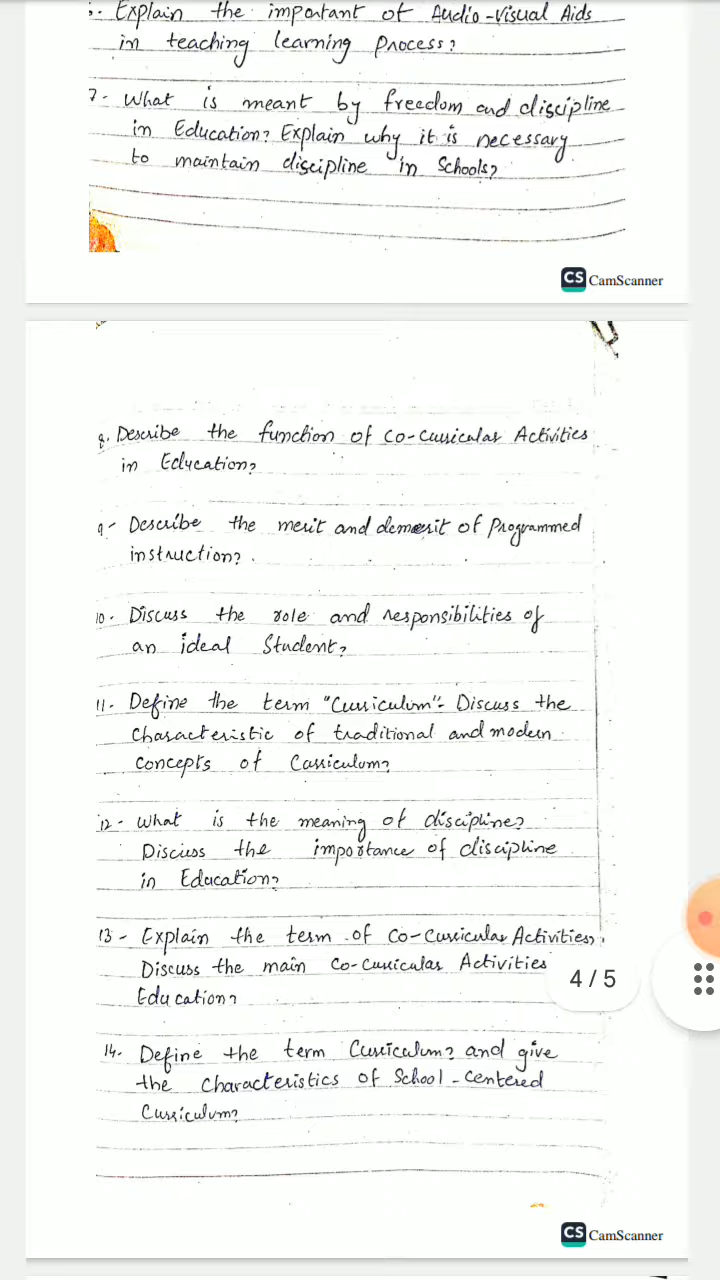 Explain the important of Audio-Visual Aids
in teaching learning Process?
7- What is meant by freedom and discipline
in Education? Explain why it is necessary
to maintain discipline in Schools?
CS CamScanner
8. Describe the function of Co-Curricular Activities
in Education?
9- Describe the merit and demerit of Programmed
instruction?
10. Discuss the role and responsibilities of
an ideal Student?
11- Define the term "Curriculum"- Discuss the
Characteristic of traditional and modern
Concepts of Carriculum?
12- What is the meaning of discipline?
Discuss the importance of discipline
in Education?
13- Explain the term of Co-Curricular Activities?
Discuss the main Co-Curricular Activities
Education?
4/5
14. Define the term Curriculum? and give
the Characteristics of School-Centered
Curriculum?
CS CamScanner